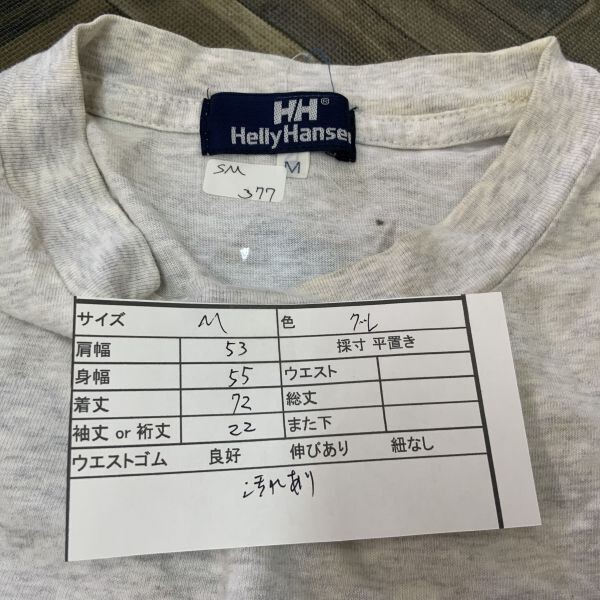 HH®
HellyHansen
M
SM
377
サイズ M 色 グレー
肩幅 53 採寸 平置き
身幅 55 ウエスト
着丈 72 総丈
袖丈 or 裄丈 22 また下
ウエストゴム 良好 伸びあり 紐なし
汚れあり